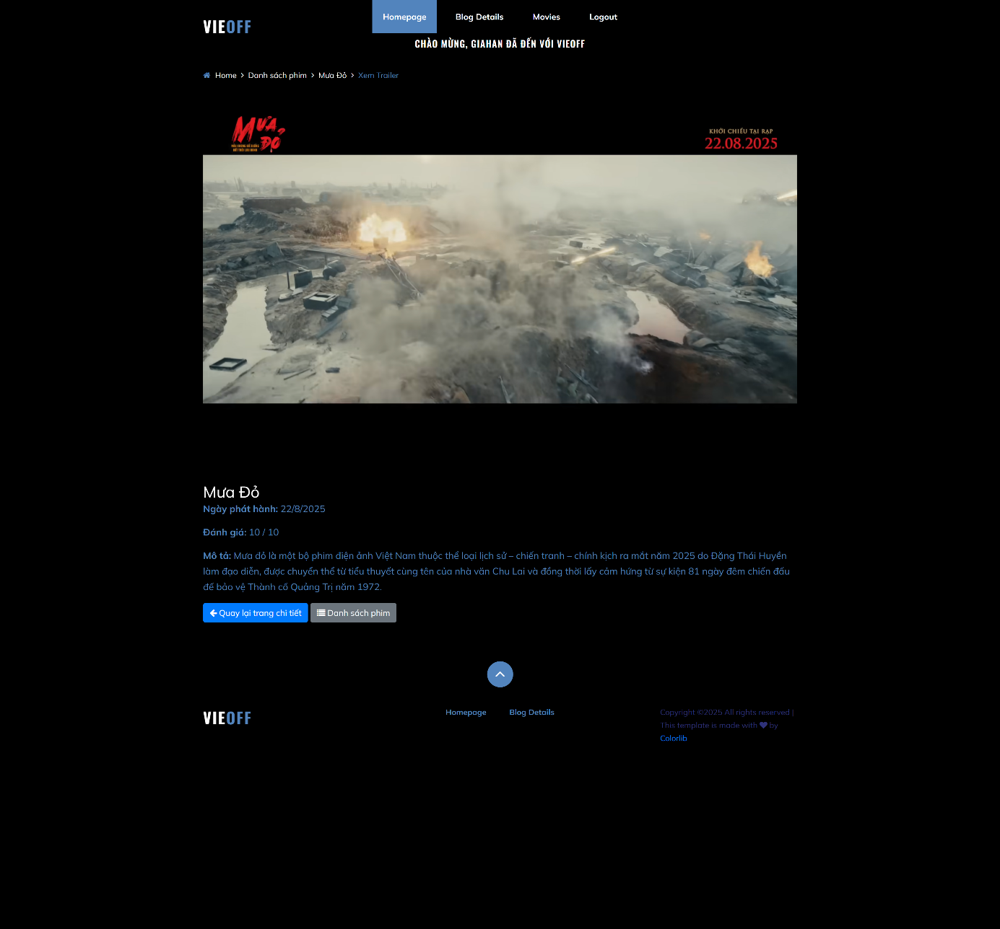 VIEOFF
Homepage Blog Details Movies Logout
CHÀO MỪNG, GIAHAN ĐÃ ĐẾN VỚI VIEOFF
Home > Danh sách phim > Mưa Đỏ > Xem Trailer
MƯA ĐỎ
KHỞI CHIẾU TẠI RẠP
22.08.2025
Mưa Đỏ
Ngày phát hành: 22/8/2025
Đánh giá: 10 / 10
Mô tả: Mưa đỏ là một bộ phim điện ảnh Việt Nam thuộc thể loại lịch sử – chiến tranh – chính kịch ra mắt năm 2025 do Đặng Thái Huyền
làm đạo diễn, được chuyển thể từ tiểu thuyết cùng tên của nhà văn Chu Lai và đồng thời lấy cảm hứng từ sự kiện 81 ngày đêm chiến đấu
để bảo vệ Thành cổ Quảng Trị năm 1972.
Quay lại trang chi tiết Danh sách phim
VIEOFF
Homepage Blog Details
Copyright ©2025 All rights reserved |
This template is made with ♥ by
Colorlib